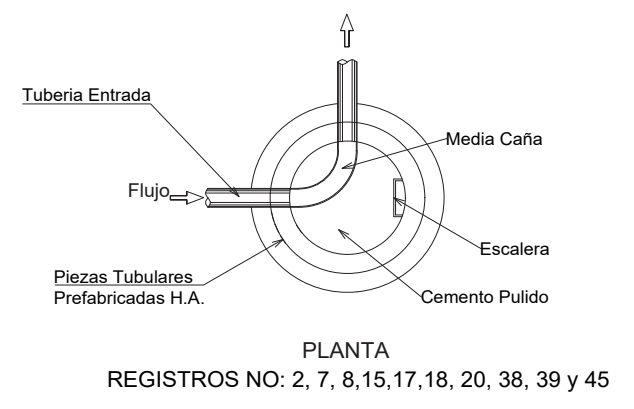 Tuberia Entrada
Media Caña
Flujo
Escalera
Piezas Tubulares
Prefabricadas H.A.
Cemento Pulido
PLANTA
REGISTROS NO: 2, 7, 8,15,17,18, 20, 38, 39 y 45